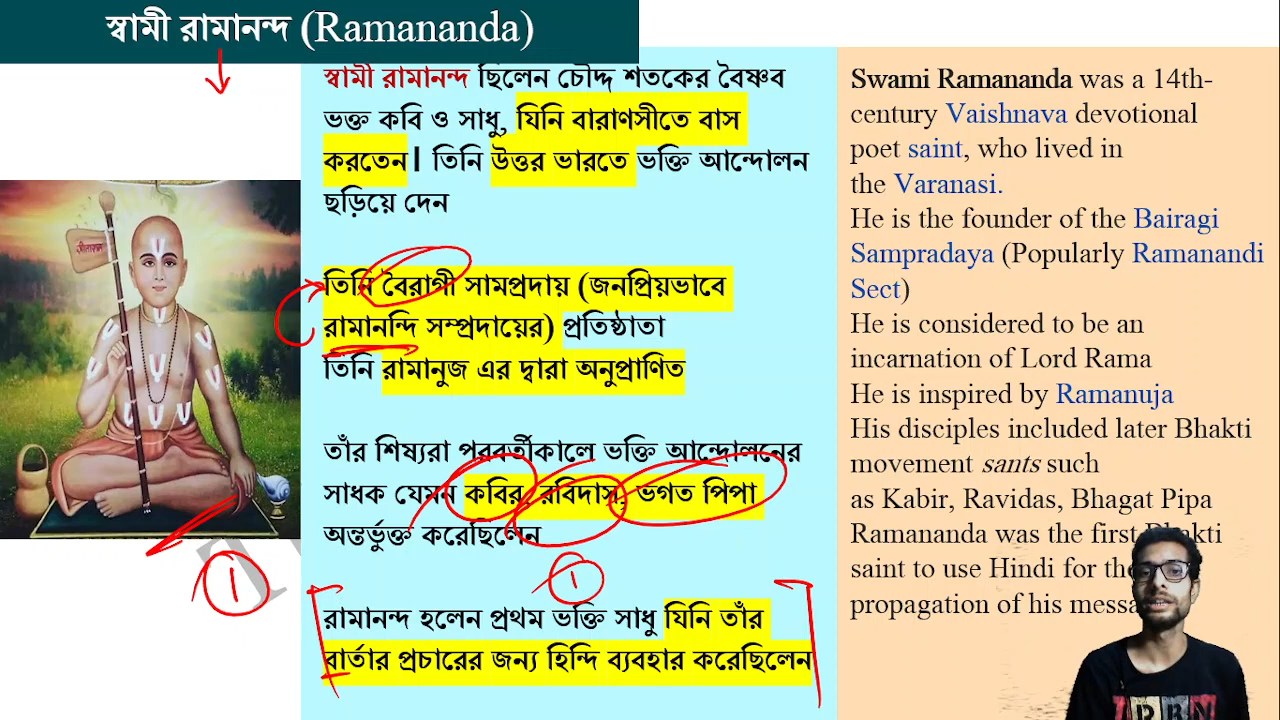 স্বামী রামানন্দ (Ramananda)
স্বামী রামানন্দ ছিলেন চৌদ্দ শতকের বৈষ্ণব
ভক্ত কবি ও সাধু, যিনি বারাণসীতে বাস
করতেন। তিনি উত্তর ভারতে ভক্তি আন্দোলন
ছড়িয়ে দেন
তিনি বৈরাগী সামপ্রদায় (জনপ্রিয়ভাবে
রামানন্দি সম্প্রদায়ের) প্রতিষ্ঠাতা
তিনি রামানুজ এর দ্বারা অনুপ্রাণিত
তাঁর শিষ্যরা পরবর্তীকালে ভক্তি আন্দোলনের
সাধক যেমন কবির, রবিদাস, ভগত পিপা
অন্তর্ভুক্ত করেছিলেন
1
1
রামানন্দ হলেন প্রথম ভক্তি সাধু যিনি তাঁর
বার্তার প্রচারের জন্য হিন্দি ব্যবহার করেছিলেন
Swami Ramananda was a 14th-
century Vaishnava devotional
poet saint, who lived in
the Varanasi.
He is the founder of the Bairagi
Sampradaya (Popularly Ramanandi
Sect)
He is considered to be an
incarnation of Lord Rama
He is inspired by Ramanuja
His disciples included later Bhakti
movement sants such
as Kabir, Ravidas, Bhagat Pipa
Ramananda was the first Bhakti
saint to use Hindi for the
propagation of his